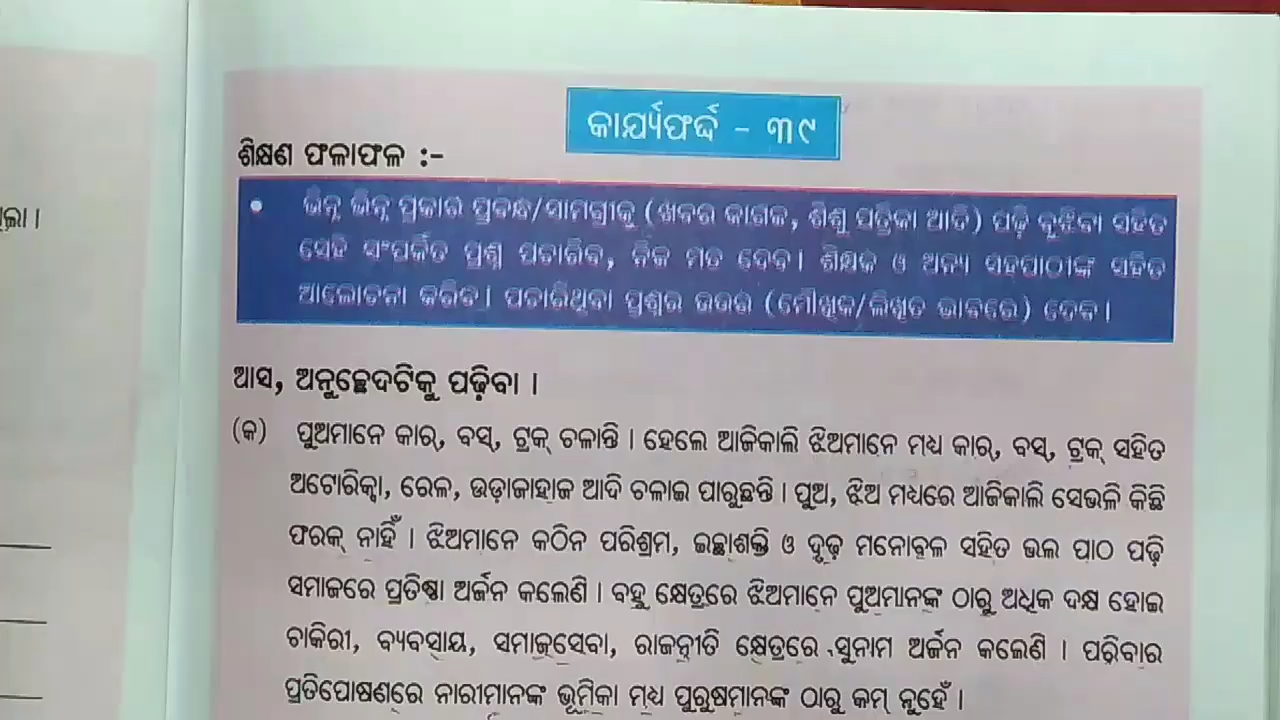 କାର୍ଯ୍ୟଫର୍ଦ୍ଦ - ୩୯
ଶିକ୍ଷଣ ଫଳାଫଳ :-
ଥିଲା ।
• ଭିନ୍ନ ଭିନ୍ନ ପ୍ରକାର ପ୍ରବନ୍ଧ/ସାମଗ୍ରୀକୁ (ଖବର କାଗଜ, ଶିଶୁ ପତ୍ରିକା ଆଦି) ପଢ଼ି ବୁଝିବା ସହିତ
ସେହି ସଂପର୍କିତ ପ୍ରଶ୍ନ ପଚାରିବ, ନିଜ ମତ ଦେବ। ଶିକ୍ଷକ ଓ ଅନ୍ୟ ସହପାଠୀଙ୍କ ସହିତ
ଆଲୋଚନା କରିବ। ପଚାରିଥିବା ପ୍ରଶ୍ନର ଉତ୍ତର (ମୌଖିକ/ଲିଖିତ ଭାବରେ) ଦେବ।
ଆସ, ଅନୁଚ୍ଛେଦଟିକୁ ପଢ଼ିବା ।
(କ) ପୁଅମାନେ କାର୍, ବସ୍, ଟ୍ରକ୍ ଚଳାନ୍ତି । ହେଲେ ଆଜିକାଲି ଝିଅମାନେ ମଧ୍ୟ କାର୍, ବସ୍, ଟ୍ରକ୍ ସହିତ
ଅଟୋରିକ୍ସା, ରେଳ, ଉଡ଼ାଜାହାଜ ଆଦି ଚଳାଇ ପାରୁଛନ୍ତି । ପୁଅ, ଝିଅ ମଧ୍ୟରେ ଆଜିକାଲି ସେଭଳି କିଛି
ଫରକ୍ ନାହିଁ । ଝିଅମାନେ କଠିନ ପରିଶ୍ରମ, ଇଚ୍ଛାଶକ୍ତି ଓ ଦୃଢ଼ ମନୋବଳ ସହିତ ଭଲ ପାଠ ପଢ଼ି
ସମାଜରେ ପ୍ରତିଷ୍ଠା ଅର୍ଜନ କଲେଣି । ବହୁ କ୍ଷେତ୍ରରେ ଝିଅମାନେ ପୁଅମାନଙ୍କ ଠାରୁ ଅଧିକ ଦକ୍ଷ ହୋଇ
ଚାକିରୀ, ବ୍ୟବସାୟ, ସମାଜସେବା, ରାଜନୀତି କ୍ଷେତ୍ରରେ ସୁନାମ ଅର୍ଜନ କଲେଣି । ପରିବାର
ପ୍ରତିପୋଷଣରେ ନାରୀମାନଙ୍କ ଭୂମିକା ମଧ୍ୟ ପୁରୁଷମାନଙ୍କ ଠାରୁ କମ୍ ନୁହେଁ ।